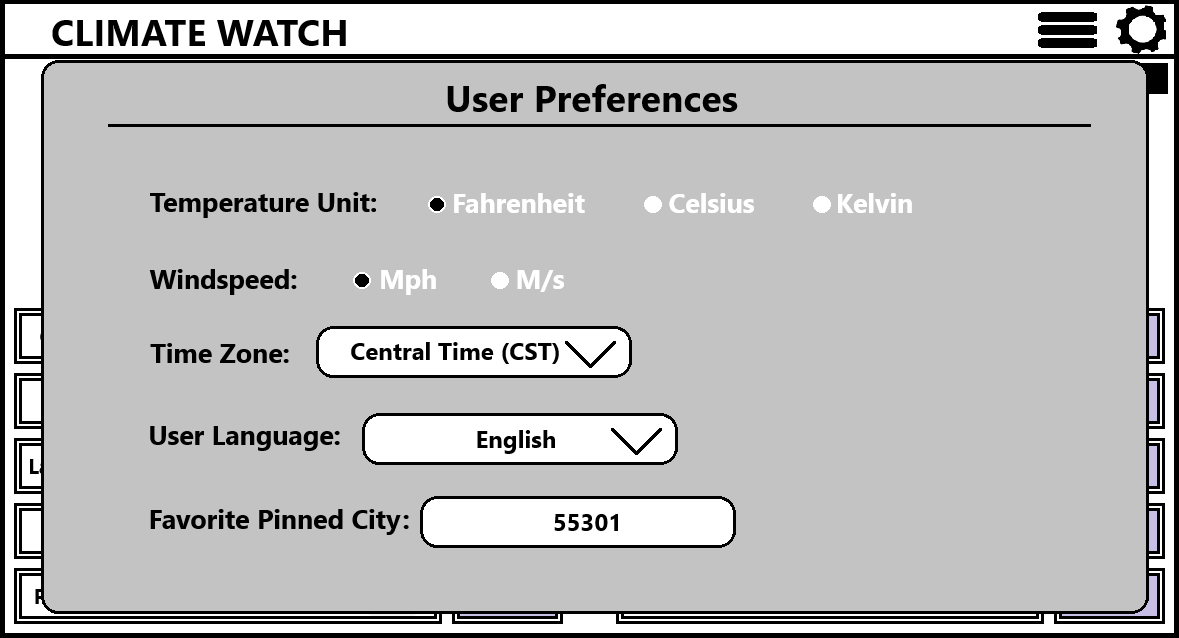 CLIMATE WATCH
User Preferences
Temperature Unit: Fahrenheit Celsius Kelvin
Windspeed: Mph M/s
Time Zone: Central Time (CST)
User Language: English
Favorite Pinned City: 55301